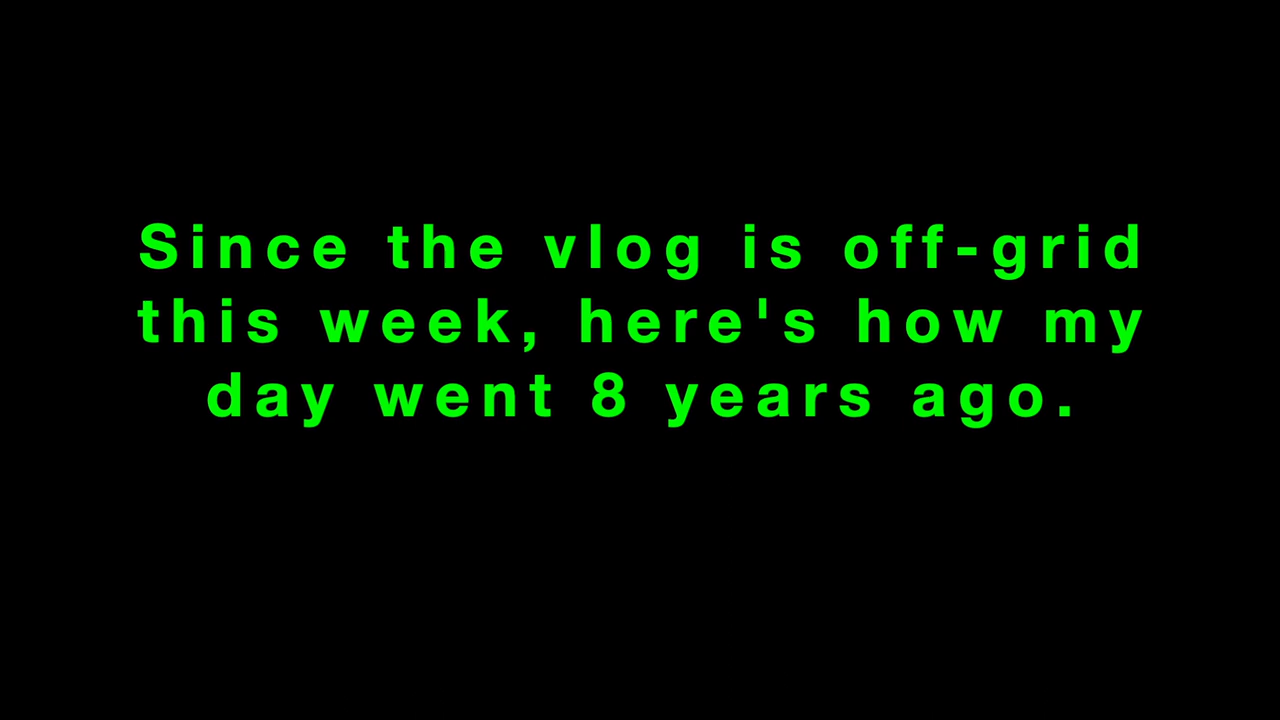 Since the vlog is off-grid
this week, here's how my
day went 8 years ago.